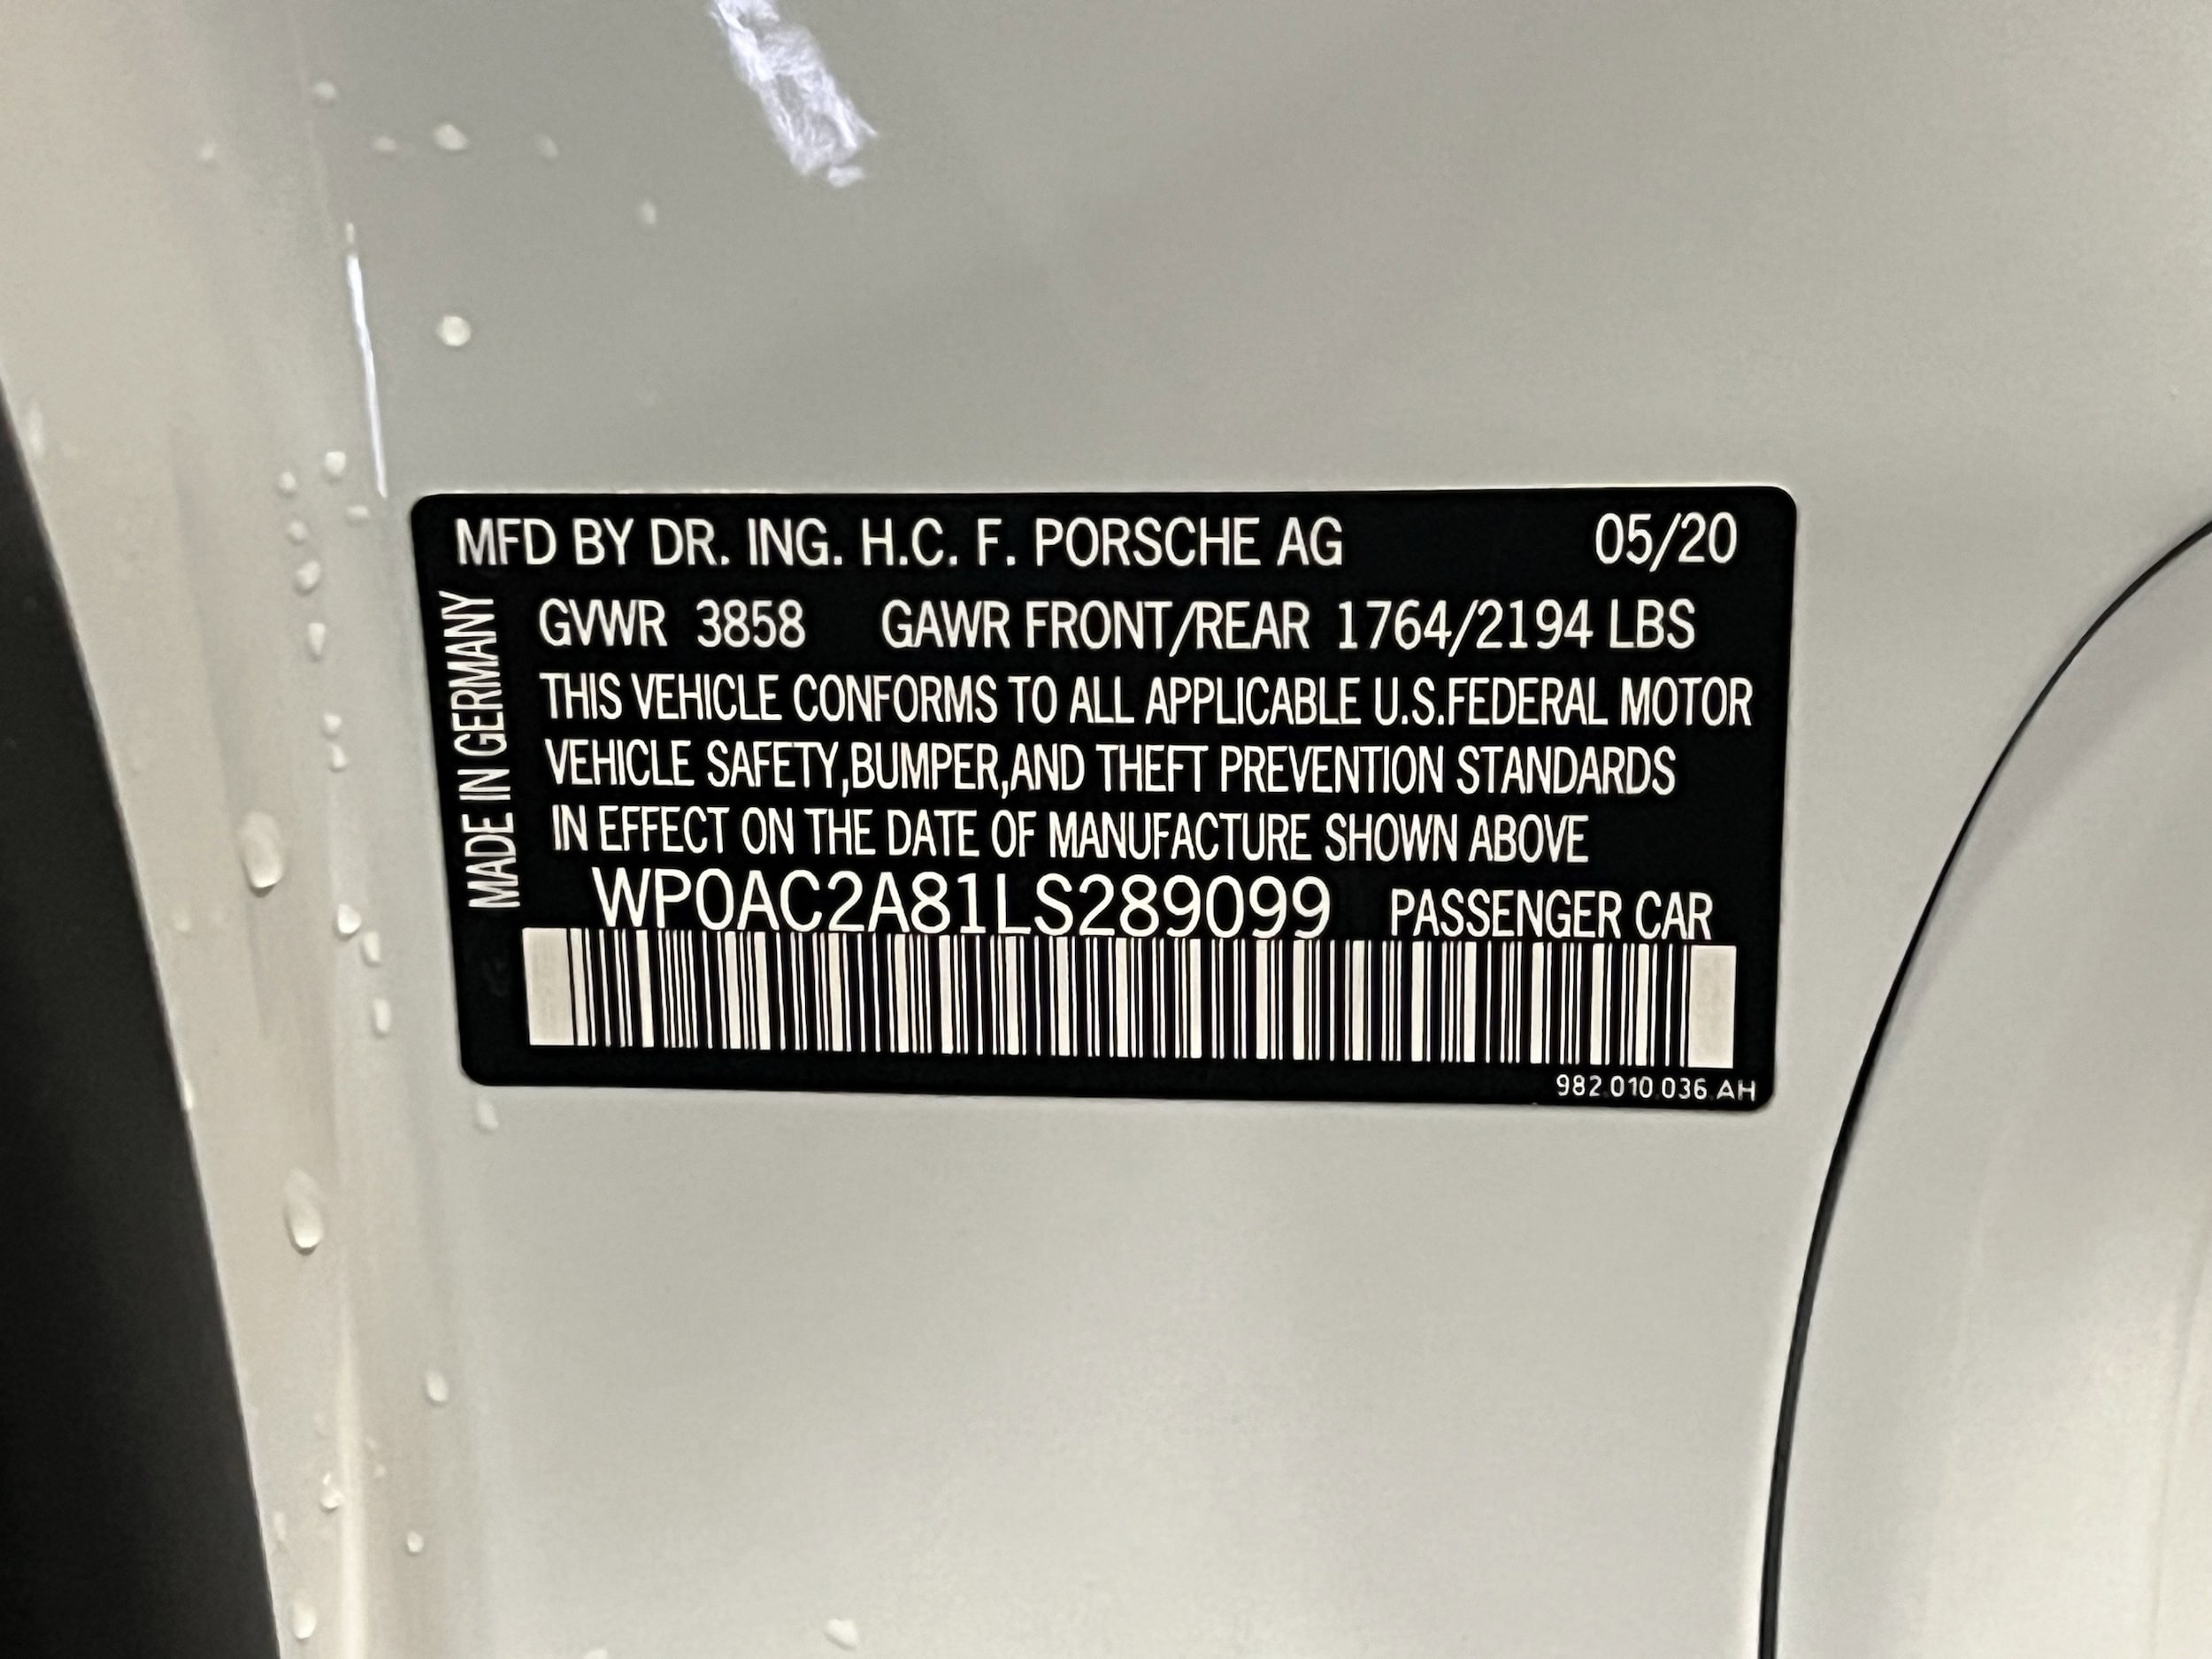 MFD BY DR. ING. H.C. F. PORSCHE AG 05/20
MADE IN GERMANY
GVWR 3858 GAWR FRONT/REAR 1764/2194 LBS
THIS VEHICLE CONFORMS TO ALL APPLICABLE U.S.FEDERAL MOTOR
VEHICLE SAFETY,BUMPER,AND THEFT PREVENTION STANDARDS
IN EFFECT ON THE DATE OF MANUFACTURE SHOWN ABOVE
WP0AC2A81LS289099 PASSENGER CAR
982.010.036.AH